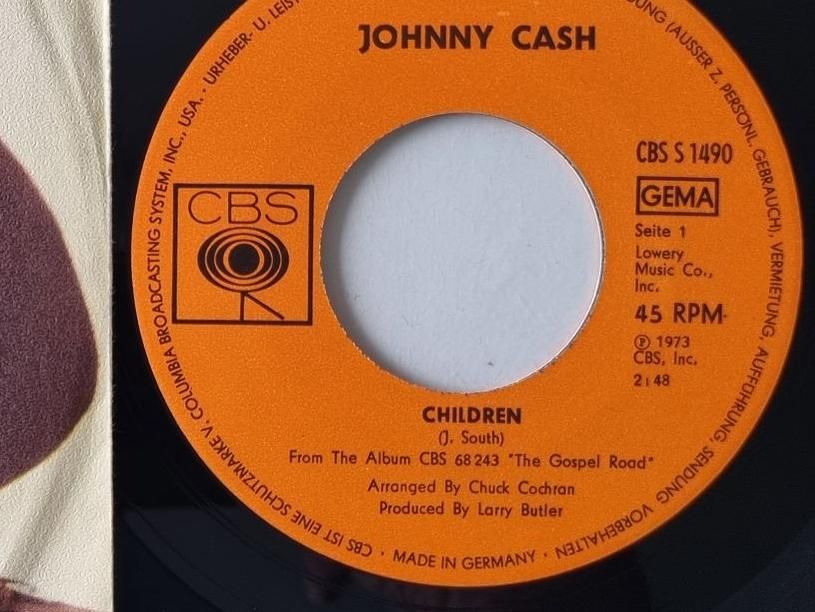 JOHNNY CASH
CBS
CBS S 1490
GEMA
Seite 1
Lowery
Music Co.,
Inc.
45 RPM
Ⓟ 1973
CBS, Inc.
2:48
CHILDREN
(J. South)
From The Album CBS 68 243 "The Gospel Road"
Arranged By Chuck Cochran
Produced By Larry Butler
(AUSSER Z. PERSÖNL. GEBRAUCH), VERMIETUNG, AUFFÜHRUNG, SENDUNG VORBEHALTEN · MADE IN GERMANY · CBS IST EINE SCHUTZMARKE V. COLUMBIA BROADCASTING SYSTEM, INC., USA. · URHEBER- U.